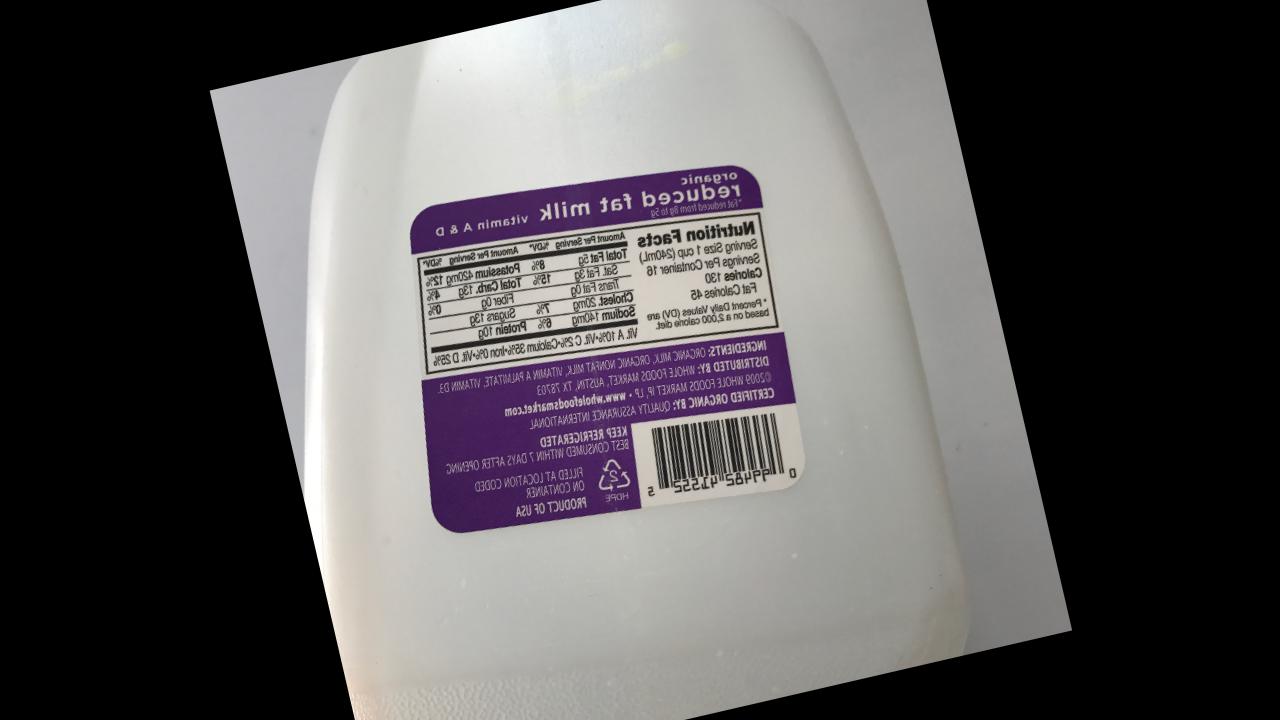 organic
reduced fat milk vitamin A & D
*Fat reduced from 8g to 5g
Nutrition Facts
Serving Size 1 cup (240mL)
Servings Per Container 16
Calories 130
Fat Calories 45
* Percent Daily Values (DV) are
based on a 2,000 calorie diet.
Amount Per Serving %DV* Amount Per Serving %DV*
Total Fat 5g 8% Potassium 420mg 12%
Sat. Fat 3g 15% Total Carb. 13g 4%
Trans Fat 0g Fiber 0g 0%
Cholest. 20mg 7% Sugars 13g
Sodium 140mg 6% Protein 10g
Vit. A 10%•Vit. C 2%•Calcium 35%•Iron 0%•Vit. D 25%
INGREDIENTS: ORGANIC MILK, ORGANIC NONFAT MILK, VITAMIN A PALMITATE, VITAMIN D3.
DISTRIBUTED BY: WHOLE FOODS MARKET, AUSTIN, TX 78703
©2009 WHOLE FOODS MARKET IP, LP • www.wholefoodsmarket.com
CERTIFIED ORGANIC BY: QUALITY ASSURANCE INTERNATIONAL
KEEP REFRIGERATED
BEST CONSUMED WITHIN 7 DAYS AFTER OPENING
FILLED AT LOCATION CODED
ON CONTAINER
PRODUCT OF USA
2
HDPE
0 99482 41552 5